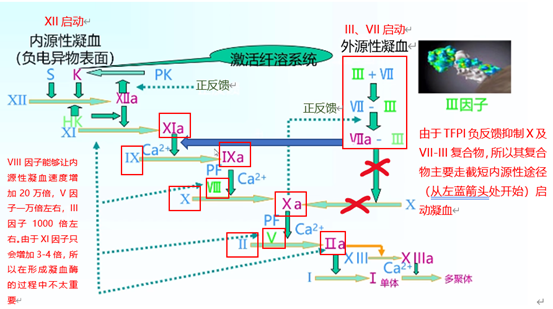 XII 启动
内源性凝血
(负电异物表面)
激活纤溶系统
III、VII 启动
外源性凝血
S K PK
正反馈
XII XIIa
HK
XI XIa
Ca²⁺
IX IXa
PF Ca²⁺
VIII
X Xa X
PF Ca²⁺
V
II IIa
XIII XIIIa
Ca²⁺
I I 单体 多聚体
正反馈
III + VII
VII - III
VIIa - III
III因子
由于 TFPI 负反馈抑制 X 及
VII-III 复合物,所以其复合
物主要走截短内源性途径
(从左蓝箭头处开始)启
动凝血
VIII 因子能够让内
源性凝血速度增
加 20 万倍,V 因
子一万倍左右,III
因子 1000 倍左
右。由于 XI 因子只
会增加 3-4 倍,所
以在形成凝血酶
的过程中不太重
要